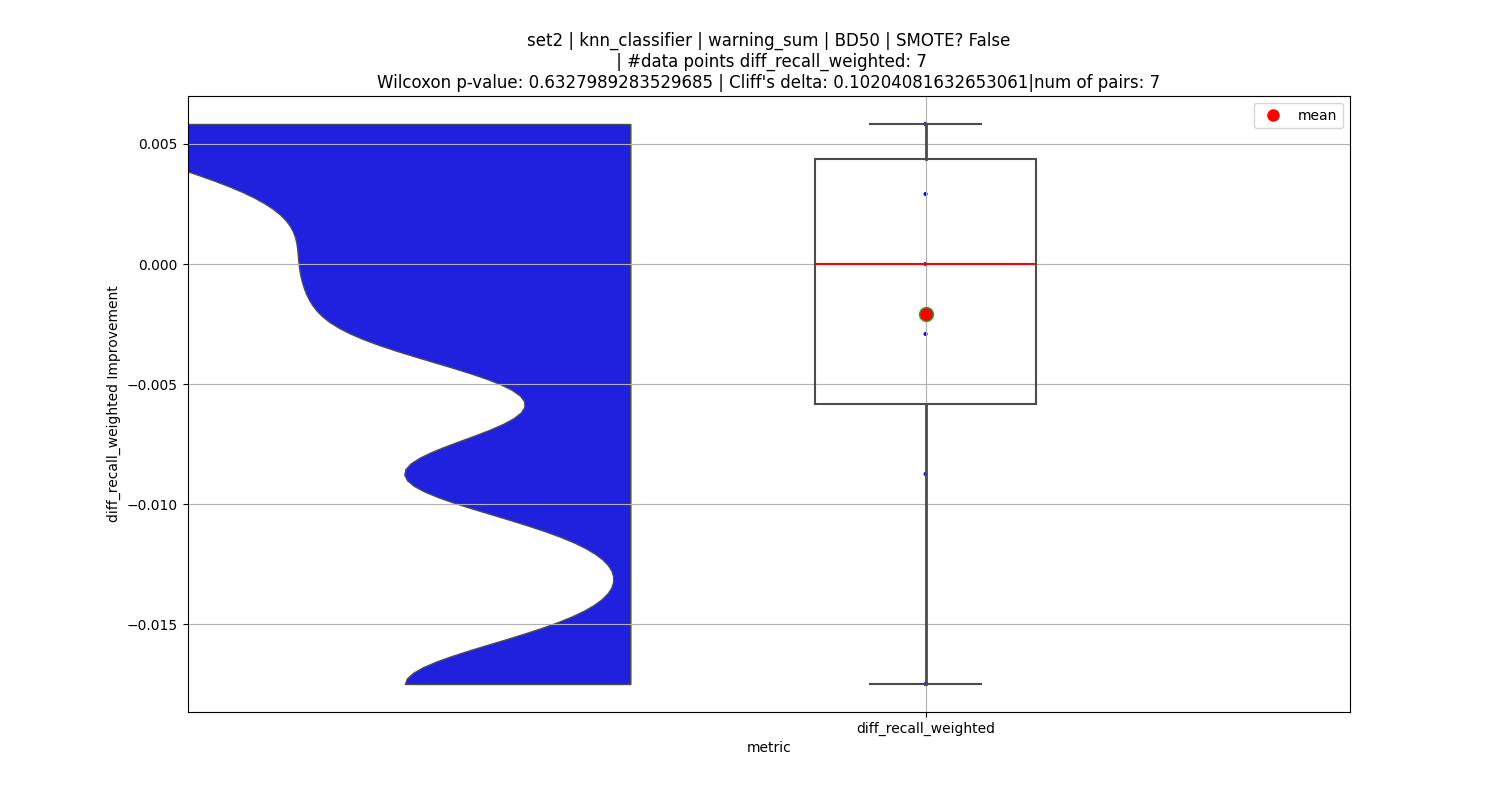 set2 | knn_classifier | warning_sum | BD50 | SMOTE? False
| #data points diff_recall_weighted: 7
Wilcoxon p-value: 0.6327989283529685 | Cliff's delta: 0.10204081632653061|num of pairs: 7
mean
0.005
0.000
−0.005
−0.010
−0.015
diff_recall_weighted Improvement
diff_recall_weighted
metric